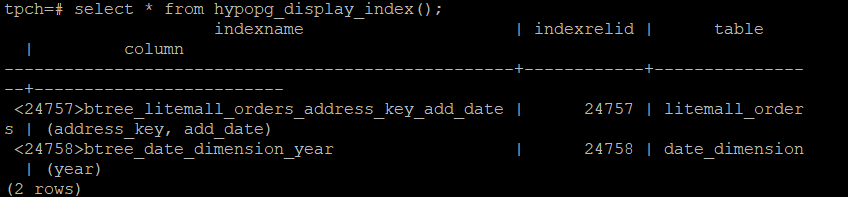 tpch=# select * from hypopg_display_index();
                     indexname                     | indexrelid |     table
  |         column
---------------------------------------------------+------------+---------------
--+-------------------------
 <24757>btree_litemall_orders_address_key_add_date |      24757 | litemall_order
s | (address_key, add_date)
 <24758>btree_date_dimension_year                  |      24758 | date_dimension
  | (year)
(2 rows)